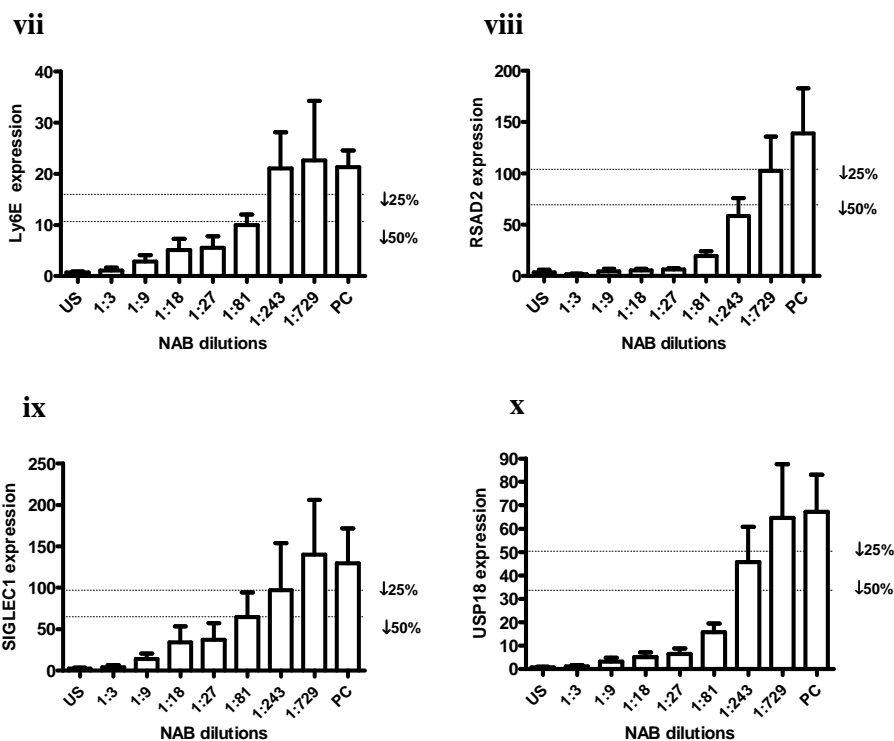 vii
viii
40
30
20
10
0
Ly6E expression
↓25%
↓50%
US 1:3 1:9 1:18 1:27 1:81 1:243 1:729 PC
NAB dilutions
200
150
100
50
0
RSAD2 expression
↓25%
↓50%
US 1:3 1:9 1:18 1:27 1:81 1:243 1:729 PC
NAB dilutions
ix
x
250
200
150
100
50
0
SIGLEC1 expression
↓25%
↓50%
US 1:3 1:9 1:18 1:27 1:81 1:243 1:729 PC
NAB dilutions
90
80
70
60
50
40
30
20
10
0
USP18 expression
↓25%
↓50%
US 1:3 1:9 1:18 1:27 1:81 1:243 1:729 PC
NAB dilutions